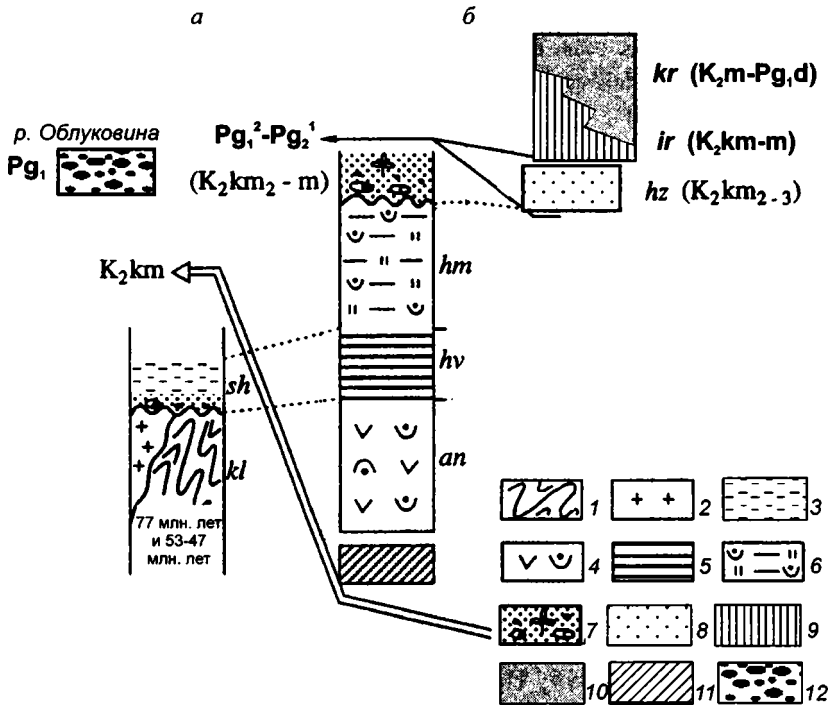 а
б
kr (K₂m-Pg₁d)
р. Облуковина
Pg₁
Pg₁²-Pg₂¹
ir (K₂km-m)
(K₂km₂ - m)
hz (K₂km₂₋₃)
K₂km
hm
hv
sh
an
kl
77 млн. лет
и 53-47
млн. лет
1
2
3
4
5
6
7
8
9
10
11
12